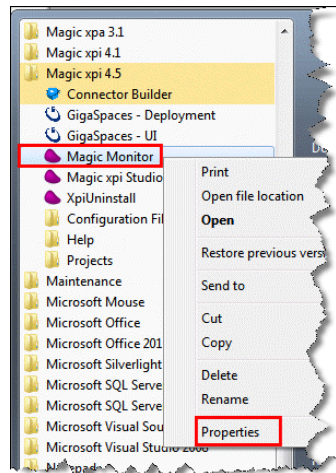 Magic xpa 3.1
Magic xpi 4.1
Magic xpi 4.5
Connector Builder
GigaSpaces - Deployment
GigaSpaces - UI
Magic Monitor
Magic xpi Studio
XpiUninstall
Configuration Fil
Help
Projects
Maintenance
Microsoft Mouse
Microsoft Office
Microsoft Office 201
Microsoft Silverlight
Microsoft SQL Serve
Microsoft SQL Serve
Microsoft Visual Sou
Microsoft Visual Studio 2008
Notepad
Print
Open file location
Open
Restore previous vers
Send to
Cut
Copy
Delete
Rename
Properties